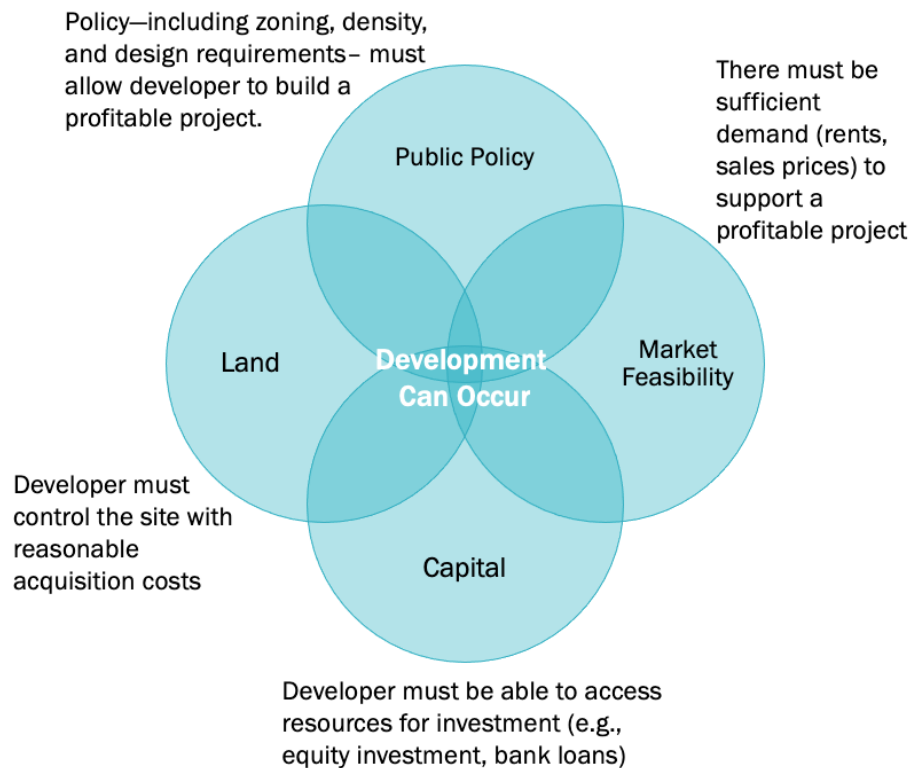 Policy—including zoning, density,
and design requirements– must
allow developer to build a
profitable project.
There must be
sufficient
demand (rents,
sales prices) to
support a
profitable project
Public Policy
Land
Development
Can Occur
Market
Feasibility
Developer must
control the site with
reasonable
acquisition costs
Capital
Developer must be able to access
resources for investment (e.g.,
equity investment, bank loans)